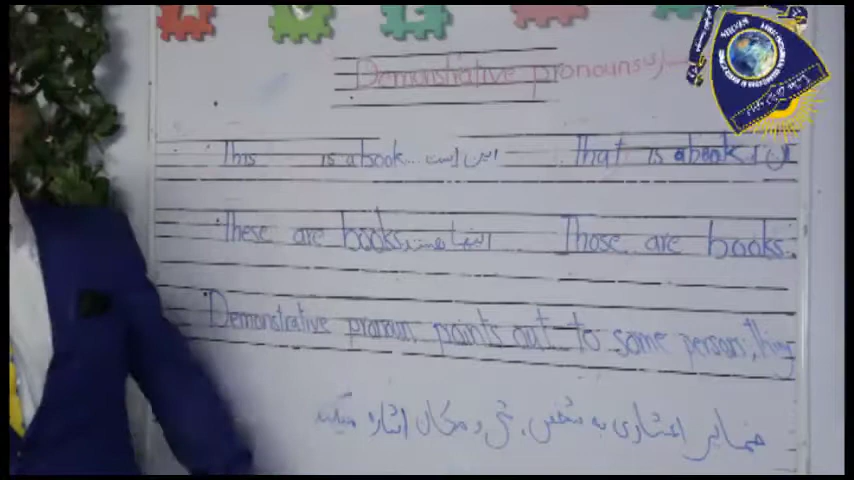 Demonstrative pronouns
This is a book... این است That is a book
These are books اینها هستند Those are books.
Demonstrative pronun points out to some person, thing
ضمایر اشاری به شخص، شی و مکان اشاره میکند